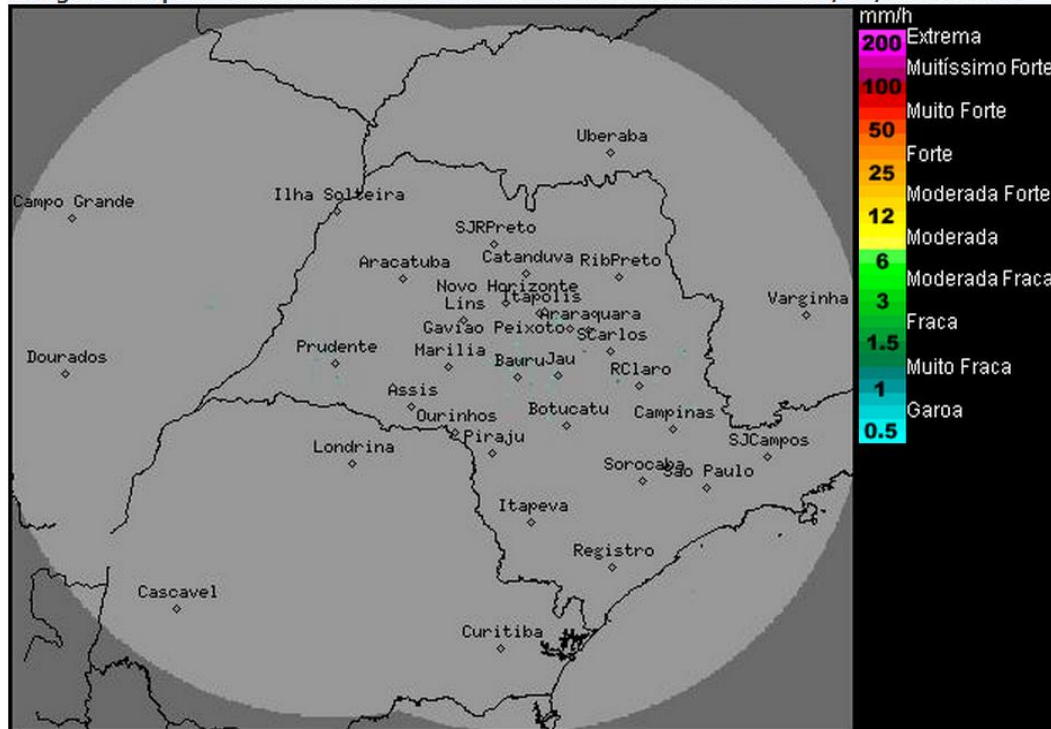 mm/h
200 Extrema
Muitíssimo Forte
100
Muito Forte
50
Forte
25
Moderada Forte
12
Moderada
6
Moderada Fraca
3
Fraca
1.5
Muito Fraca
1
Garoa
0.5
Uberaba
Campo Grande
Ilha Solteira
SJRPreto
Aracatuba
Catanduva
RibPreto
Novo Horizonte
Itapolis
Lins
Araraquara
Varginha
Gaviao Peixoto
SCarlos
Dourados
Prudente
Marilia
Bauru
Jau
RClaro
Assis
Ourinhos
Botucatu
Campinas
Piraju
Londrina
SJCampos
Sorocaba
Sao Paulo
Itapeva
Registro
Cascavel
Curitiba